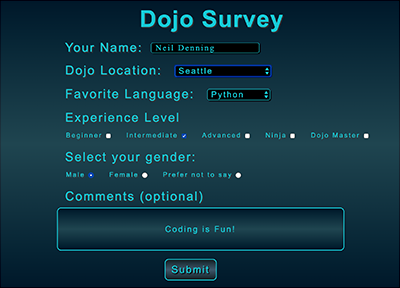 Dojo Survey
Your Name: Neil Denning
Dojo Location: Seattle
Favorite Language: Python
Experience Level
Beginner Intermediate Advanced Ninja Dojo Master
Select your gender:
Male Female Prefer not to say
Comments (optional)
Coding is Fun!
Submit